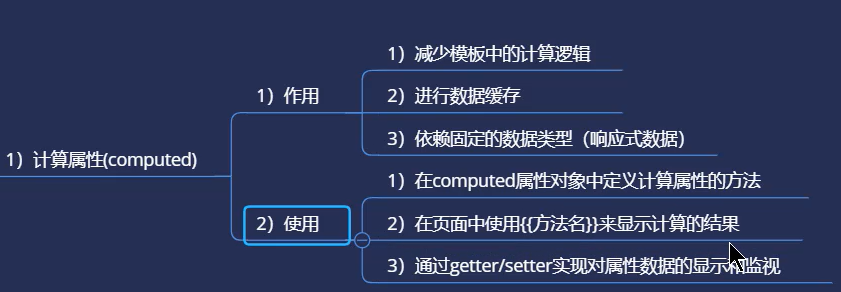 1）计算属性(computed)
1）作用
1）减少模板中的计算逻辑
2）进行数据缓存
3）依赖固定的数据类型（响应式数据）
2）使用
1）在computed属性对象中定义计算属性的方法
2）在页面中使用{{方法名}}来显示计算的结果
3）通过getter/setter实现对属性数据的显示和监视